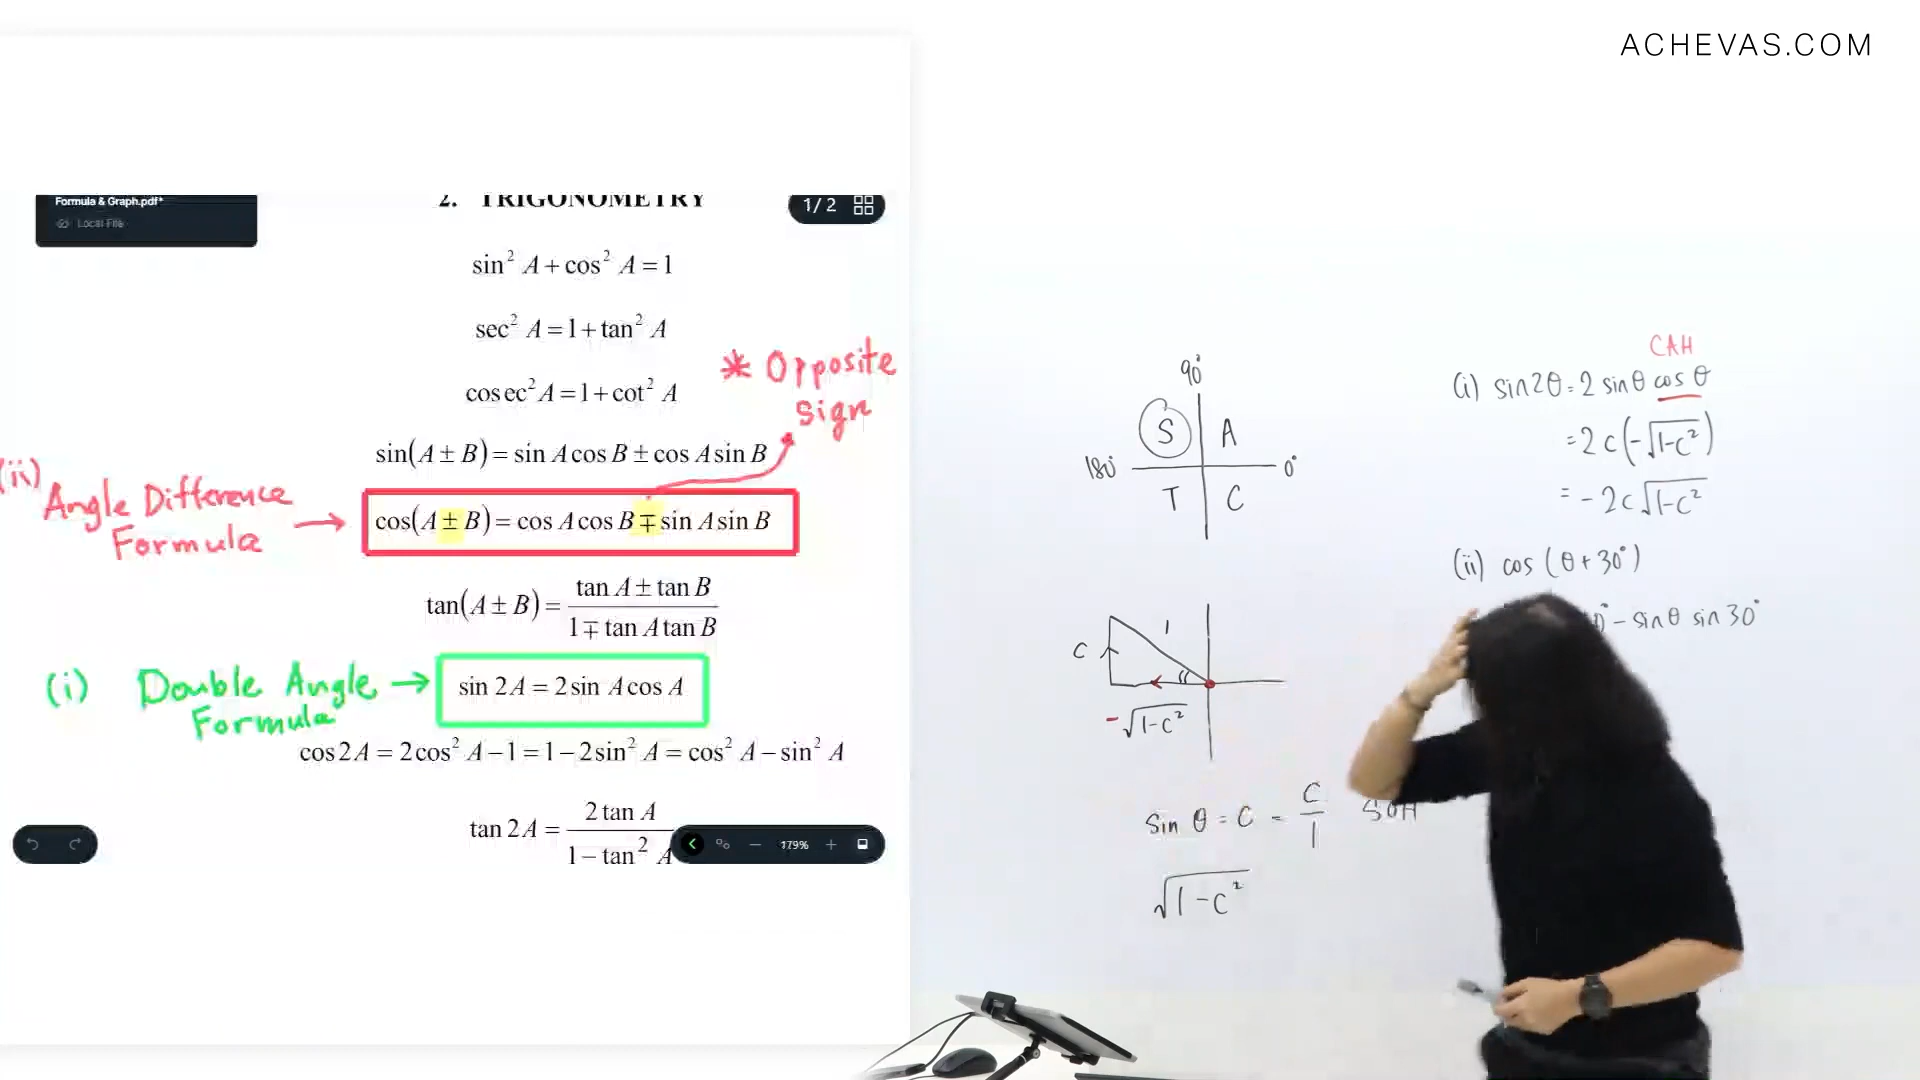 ACHEVAS.COM
Formula & Graph.pdf*
Local File
2. TRIGONOMETRY
1/2
sin² A + cos² A = 1
sec² A = 1 + tan² A
cosec² A = 1 + cot² A
* Opposite
Sign
sin(A ± B) = sin A cos B ± cos A sin B
(ii) Angle Difference
Formula →
cos(A ± B) = cos A cos B ∓ sin A sin B
tan(A ± B) = (tan A ± tan B) / (1 ∓ tan A tan B)
(i) Double Angle →
Formula
sin 2A = 2 sin A cos A
cos 2A = 2cos² A − 1 = 1 − 2sin² A = cos² A − sin² A
tan 2A = 2 tan A / (1 − tan² A
179%
90°
S A
180° 0°
T C
C 1
-√1-c²
sin θ = C = C/1 SOH
√1-c²
CAH
(i) sin2θ = 2 sinθ cos θ
= 2 c (-√1-c²)
= -2c√1-c²
(ii) cos (θ + 30°)
0° - sinθ sin 30°